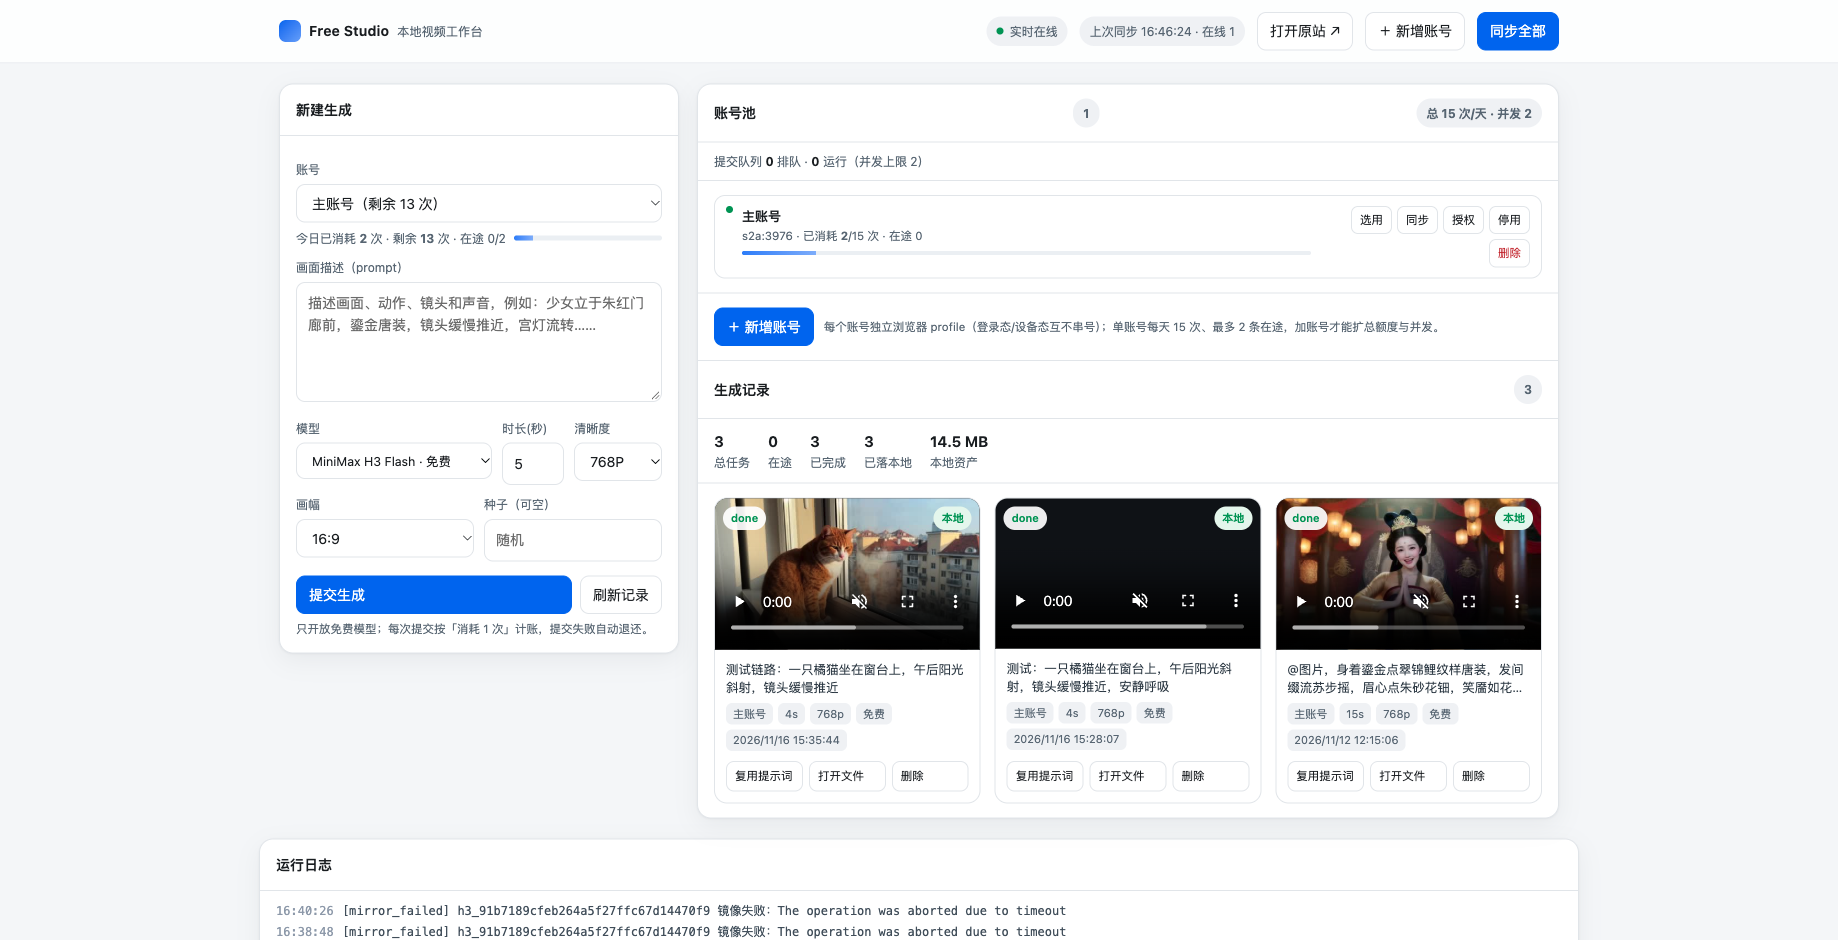 Free Studio 本地视频工作台
实时在线
上次同步 16:46:24 · 在线 1
打开原站 ↗
+ 新增账号
同步全部
新建生成
账号
主账号（剩余 13 次）
今日已消耗 2 次 · 剩余 13 次 · 在途 0/2
画面描述（prompt）
描述画面、动作、镜头和声音，例如：少女立于朱红门
廊前，鎏金唐装，镜头缓慢推近，宫灯流转……
模型 时长(秒) 清晰度
MiniMax H3 Flash · 免费 5 768P
画幅 种子（可空）
16:9 随机
提交生成 刷新记录
只开放免费模型；每次提交按「消耗 1 次」计账，提交失败自动退还。
账号池 1 总 15 次/天 · 并发 2
提交队列 0 排队 · 0 运行（并发上限 2）
主账号
s2a:3976 · 已消耗 2/15 次 · 在途 0
选用 同步 授权 停用
删除
+ 新增账号 每个账号独立浏览器 profile（登录态/设备态互不串号）；单账号每天 15 次、最多 2 条在途，加账号才能扩总额度与并发。
生成记录 3
3 0 3 3 14.5 MB
总任务 在途 已完成 已落本地 本地资产
done 本地
0:00
测试链路：一只橘猫坐在窗台上，午后阳光
斜射，镜头缓慢推近
主账号 4s 768p 免费
2026/11/16 15:35:44
复用提示词 打开文件 删除
done 本地
0:00
测试：一只橘猫坐在窗台上，午后阳光斜
射，镜头缓慢推近，安静呼吸
主账号 4s 768p 免费
2026/11/16 15:28:07
复用提示词 打开文件 删除
done 本地
0:00
@图片，身着鎏金点翠锦鲤纹样唐装，发间
缀流苏步摇，眉心点朱砂花钿，笑靥如花...
主账号 15s 768p 免费
2026/11/12 12:15:06
复用提示词 打开文件 删除
运行日志
16:40:26 [mirror_failed] h3_91b7189cfeb264a5f27ffc67d14470f9 镜像失败：The operation was aborted due to timeout
16:38:48 [mirror_failed] h3_91b7189cfeb264a5f27ffc67d14470f9 镜像失败：The operation was aborted due to timeout